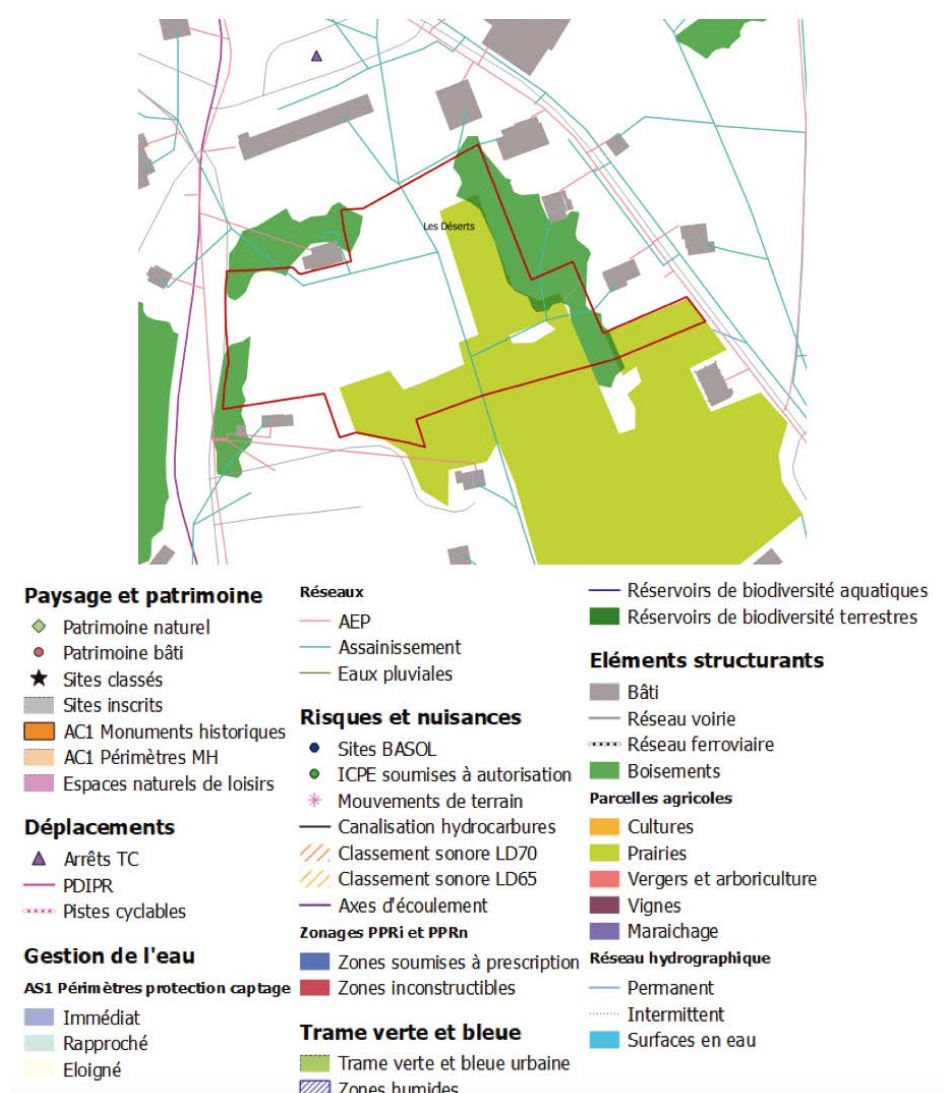 Les Déserts
Paysage et patrimoine
Patrimoine naturel
Patrimoine bâti
Sites classés
Sites inscrits
AC1 Monuments historiques
AC1 Périmètres MH
Espaces naturels de loisirs
Déplacements
Arrêts TC
PDIPR
Pistes cyclables
Gestion de l'eau
AS1 Périmètres protection captage
Immédiat
Rapproché
Eloigné
Réseaux
AEP
Assainissement
Eaux pluviales
Risques et nuisances
Sites BASOL
ICPE soumises à autorisation
Mouvements de terrain
Canalisation hydrocarbures
Classement sonore LD70
Classement sonore LD65
Axes d'écoulement
Zonages PPRi et PPRn
Zones soumises à prescription
Zones inconstructibles
Trame verte et bleue
Trame verte et bleue urbaine
Zones humides
Réservoirs de biodiversité aquatiques
Réservoirs de biodiversité terrestres
Eléments structurants
Bâti
Réseau voirie
Réseau ferroviaire
Boisements
Parcelles agricoles
Cultures
Prairies
Vergers et arboriculture
Vignes
Maraichage
Réseau hydrographique
Permanent
Intermittent
Surfaces en eau